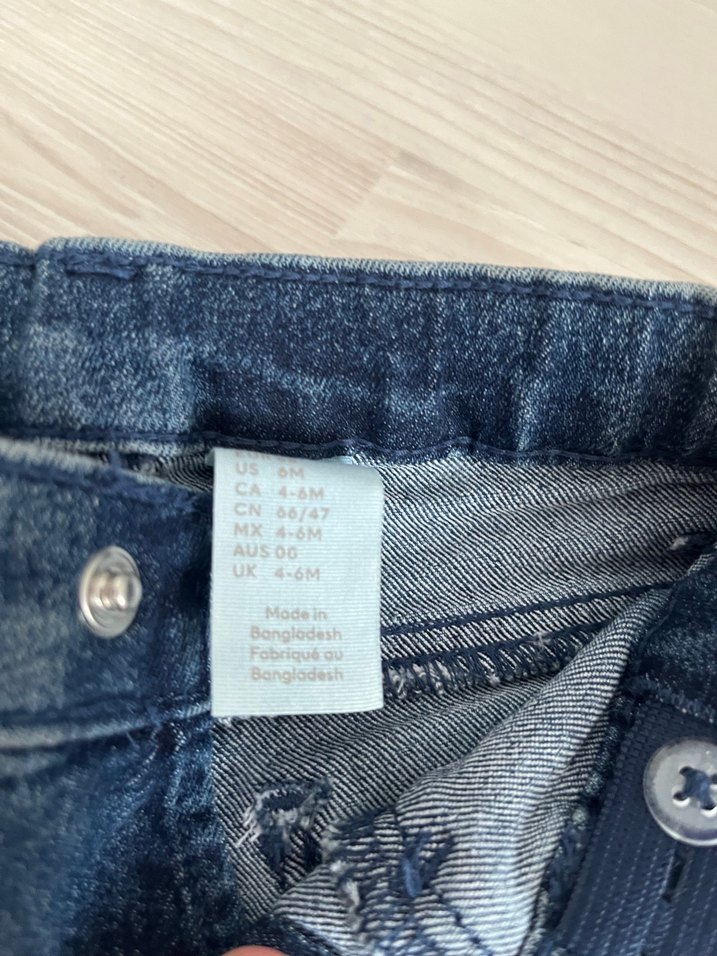 US 6M
CA 4-6M
CN 66/47
MX 4-6M
AUS 00
UK 4-6M
Made in
Bangladesh
Fabriqué au
Bangladesh